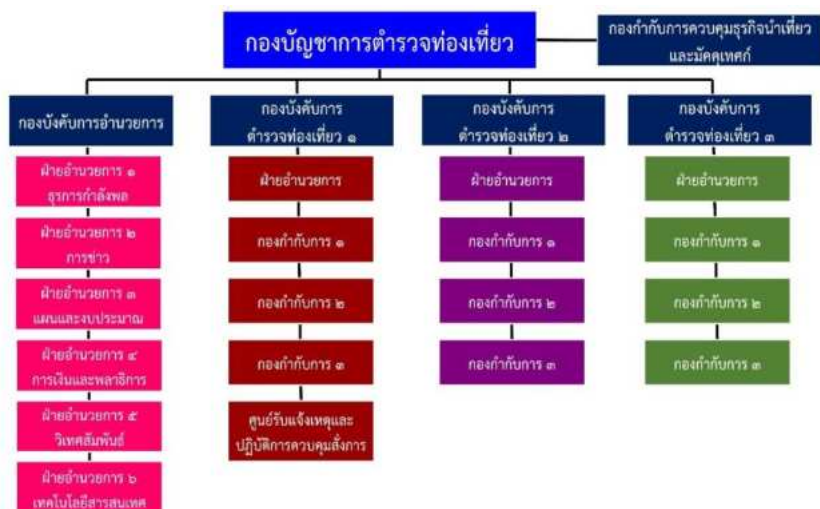 กองบัญชาการตำรวจท่องเที่ยว
กองกำกับการควบคุมธุรกิจนำเที่ยว
และมัคคุเทศก์
กองบังคับการอำนวยการ
ฝ่ายอำนวยการ ๑
ธุรการกำลังพล
ฝ่ายอำนวยการ ๒
การข่าว
ฝ่ายอำนวยการ ๓
แผนและงบประมาณ
ฝ่ายอำนวยการ ๔
การเงินและพลาธิการ
ฝ่ายอำนวยการ ๕
วิเทศสัมพันธ์
ฝ่ายอำนวยการ ๖
เทคโนโลยีสารสนเทศ
กองบังคับการ
ตำรวจท่องเที่ยว ๑
ฝ่ายอำนวยการ
กองกำกับการ ๑
กองกำกับการ ๒
กองกำกับการ ๓
ศูนย์รับแจ้งเหตุและ
ปฏิบัติการควบคุมสั่งการ
กองบังคับการ
ตำรวจท่องเที่ยว ๒
ฝ่ายอำนวยการ
กองกำกับการ ๑
กองกำกับการ ๒
กองกำกับการ ๓
กองบังคับการ
ตำรวจท่องเที่ยว ๓
ฝ่ายอำนวยการ
กองกำกับการ ๑
กองกำกับการ ๒
กองกำกับการ ๓